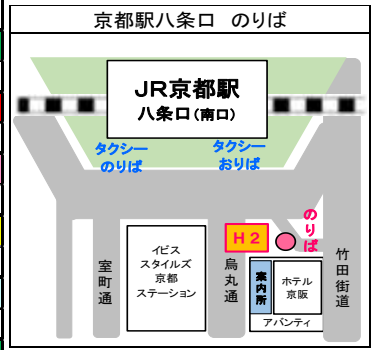 京都駅八条口 のりば
JR京都駅
八条口(南口)
タクシー
のりば
タクシー
おりば
H2
のりば
イビス
スタイルズ
京都
ステーション
室町通
烏丸通
案内所
ホテル
京阪
アバンティ
竹田街道